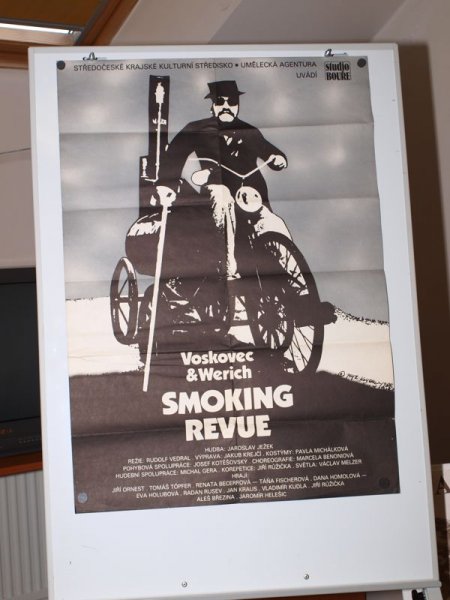 STŘEDOČESKÉ KRAJSKÉ KULTURNÍ STŘEDISKO • UMĚLECKÁ AGENTURA
UVÁDÍ
studio
BOUŘE
Voskovec
& Werich
SMOKING
REVUE
HUDBA: JAROSLAV JEŽEK
REŽIE: RUDOLF VEDRAL . VÝPRAVA: JAKUB KREJČÍ . KOSTÝMY: PAVLA MICHÁLKOVÁ
POHYBOVÁ SPOLUPRÁCE: JOSEF KOTĚŠOVSKÝ . CHOREOGRAFIE: MARCELA BENONIOVÁ
HUDEBNÍ SPOLUPRÁCE: MICHAL GERA . KOREPETICE: JIŘÍ RŮŽIČKA . SVĚTLA: VÁCLAV MELZER
HRAJÍ:
JIŘÍ ORNEST . TOMÁŠ TÖPFER . RENATA BECERROVÁ — TÁŇA FISCHEROVÁ . DANA HOMOLOVÁ —
EVA HOLUBOVÁ . RADAN RUSEV . JAN KRAUS . VLADIMÍR KUDLA . JIŘÍ RŮŽIČKA
ALEŠ BŘEZINA . JAROMÍR HELEŠIC